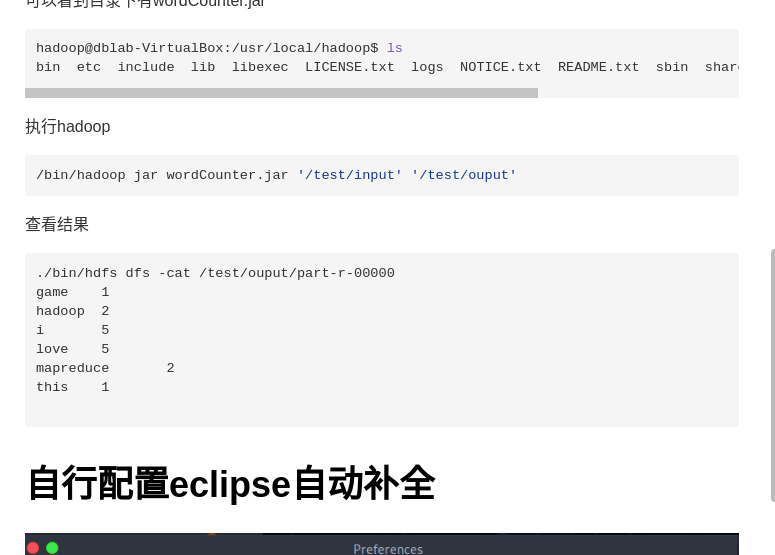 可以看到目录下有wordCounter.jar
hadoop@dblab-VirtualBox:/usr/local/hadoop$ ls
bin  etc  include  lib  libexec  LICENSE.txt  logs  NOTICE.txt  README.txt  sbin  share
执行hadoop
/bin/hadoop jar wordCounter.jar '/test/input' '/test/ouput'
查看结果
./bin/hdfs dfs -cat /test/ouput/part-r-00000
game    1
hadoop  2
i       5
love    5
mapreduce       2
this    1
自行配置eclipse自动补全
Preferences